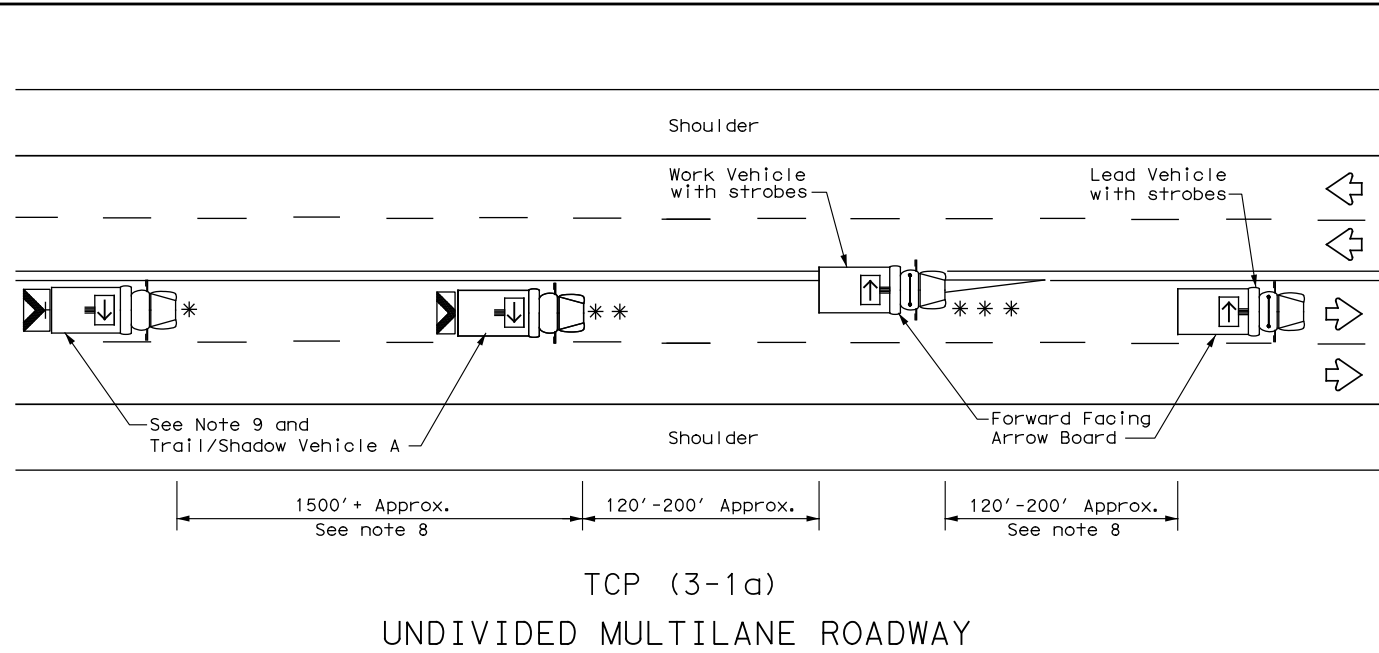 Shoulder
Work Vehicle
with strobes
Lead Vehicle
with strobes
*
* *
* * *
See Note 9 and
Trail/Shadow Vehicle A
Shoulder
Forward Facing
Arrow Board
1500'+ Approx.
See note 8
120'-200' Approx.
120'-200' Approx.
See note 8
TCP (3-1a)
UNDIVIDED MULTILANE ROADWAY